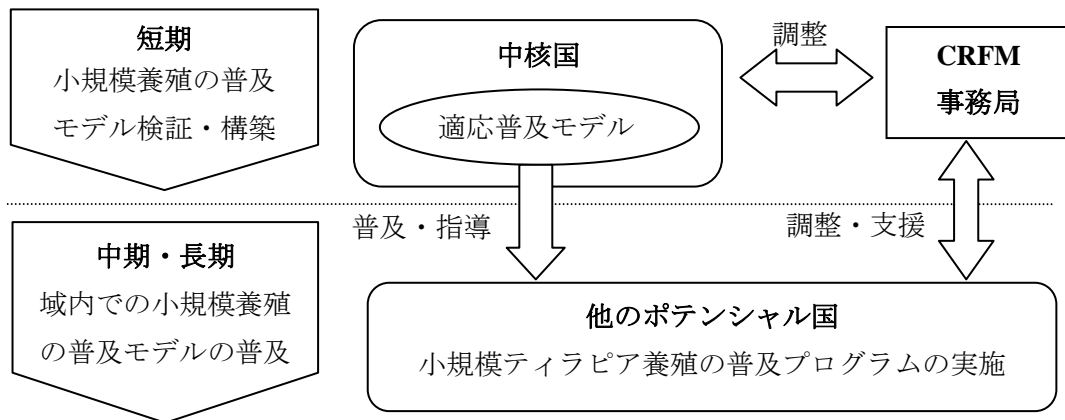 短期
小規模養殖の普及
モデル検証・構築
中核国
適応普及モデル
調整
CRFM
事務局
普及・指導
調整・支援
中期・長期
域内での小規模養殖
の普及モデルの普及
他のポテンシャル国
小規模ティラピア養殖の普及プログラムの実施